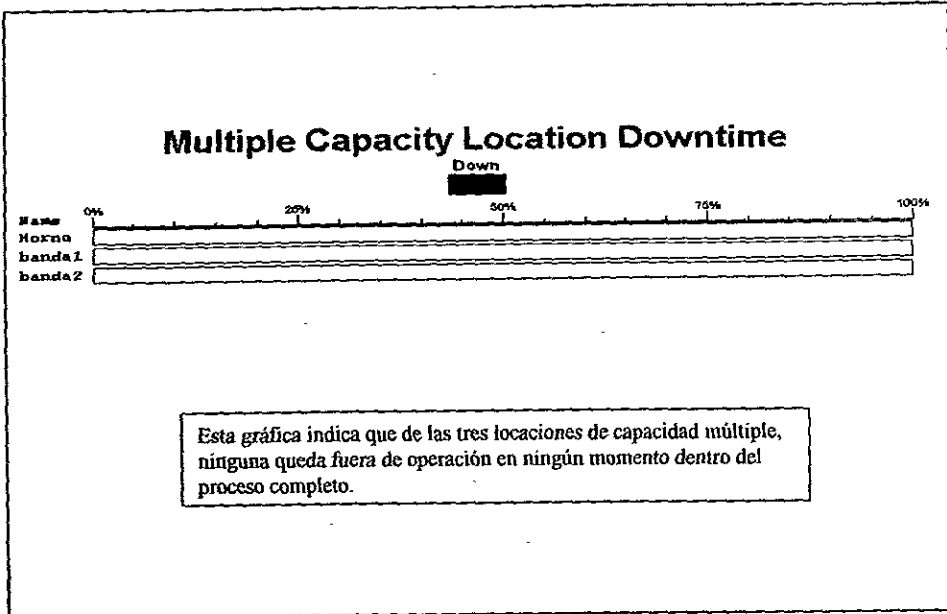 Multiple Capacity Location Downtime
Down
Name 0% 25% 50% 75% 100%
Horno
banda1
banda2
Esta gráfica indica que de las tres locaciones de capacidad múltiple,
ninguna queda fuera de operación en ningún momento dentro del
proceso completo.